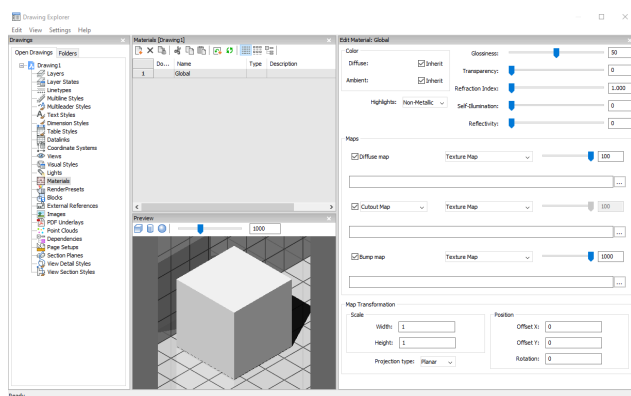 Drawing Explorer
Edit View Settings Help
Drawings
Open Drawings Folders
Drawing1
Layers
Layer States
Linetypes
Multiline Styles
Multileader Styles
Text Styles
Dimension Styles
Table Styles
Datalinks
Coordinate Systems
Views
Visual Styles
Lights
Materials
RenderPresets
Blocks
External References
Images
PDF Underlays
Point Clouds
Dependencies
Page Setups
Section Planes
View Detail Styles
View Section Styles
Materials [Drawing1]
Do... Name Type Description
1 Global
Preview
1000
Edit Material: Global
Color
Diffuse: Inherit
Ambient: Inherit
Highlights: Non-Metallic
Glossiness: 50
Transparency: 0
Refraction Index: 1.000
Self-Illumination: 0
Reflectivity: 0
Maps
Diffuse map Texture Map 100
...
Cutout Map Texture Map 100
...
Bump map Texture Map 1000
...
Map Transformation
Scale
Width: 1
Height: 1
Projection type: Planar
Position
Offset X: 0
Offset Y: 0
Rotation: 0
Ready